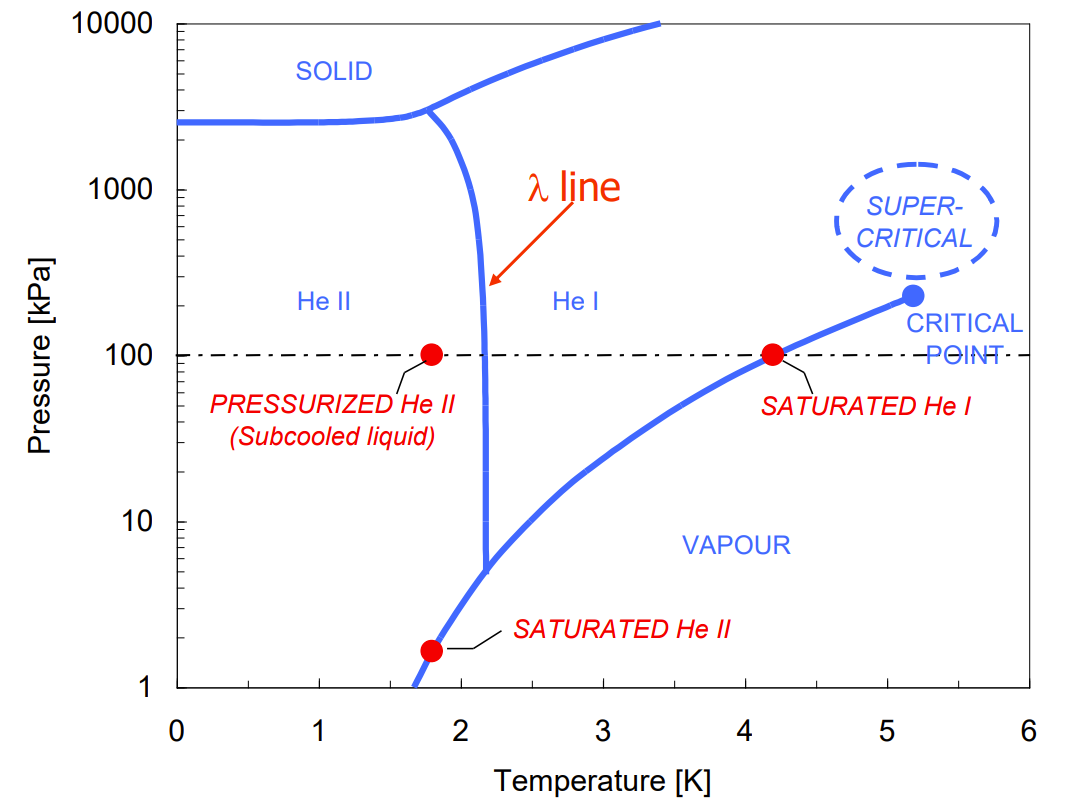 10000
SOLID
1000
λ line
SUPER-
CRITICAL
He II
He I
CRITICAL
POINT
100
PRESSURIZED He II
(Subcooled liquid)
SATURATED He I
Pressure [kPa]
10
VAPOUR
SATURATED He II
1
0 1 2 3 4 5 6
Temperature [K]